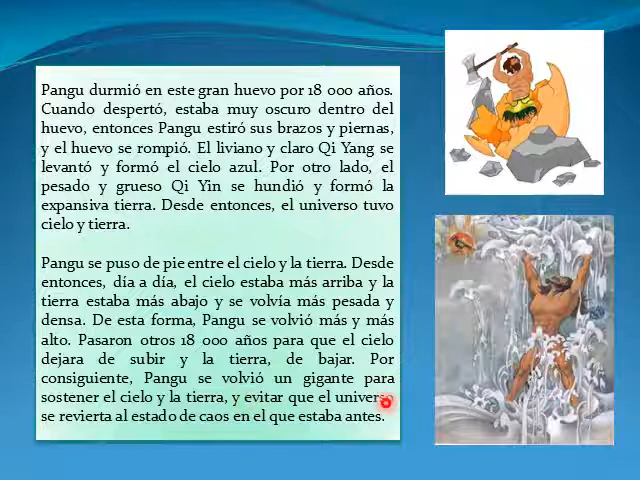 Pangu durmió en este gran huevo por 18 000 años.
Cuando despertó, estaba muy oscuro dentro del
huevo, entonces Pangu estiró sus brazos y piernas,
y el huevo se rompió. El liviano y claro Qi Yang se
levantó y formó el cielo azul. Por otro lado, el
pesado y grueso Qi Yin se hundió y formó la
expansiva tierra. Desde entonces, el universo tuvo
cielo y tierra.
Pangu se puso de pie entre el cielo y la tierra. Desde
entonces, día a día, el cielo estaba más arriba y la
tierra estaba más abajo y se volvía más pesada y
densa. De esta forma, Pangu se volvió más y más
alto. Pasaron otros 18 000 años para que el cielo
dejara de subir y la tierra, de bajar. Por
consiguiente, Pangu se volvió un gigante para
sostener el cielo y la tierra, y evitar que el universo
se revierta al estado de caos en el que estaba antes.